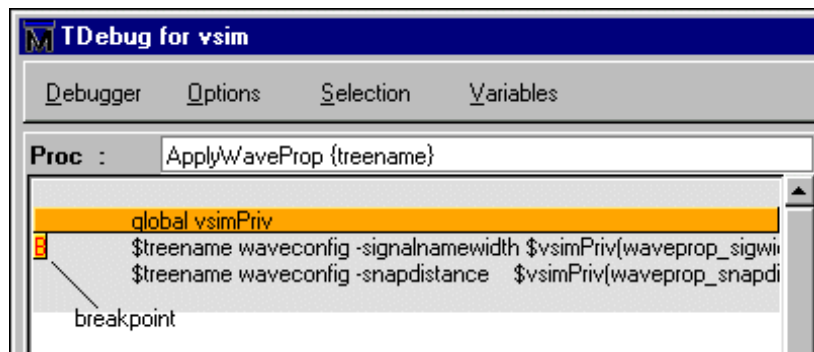 TDebug for vsim
Debugger Options Selection Variables
Proc : ApplyWaveProp {treename}
global vsimPriv
B $treename waveconfig -signalnamewidth $vsimPriv(waveprop_sigwi
$treename waveconfig -snapdistance $vsimPriv(waveprop_snapdi
breakpoint